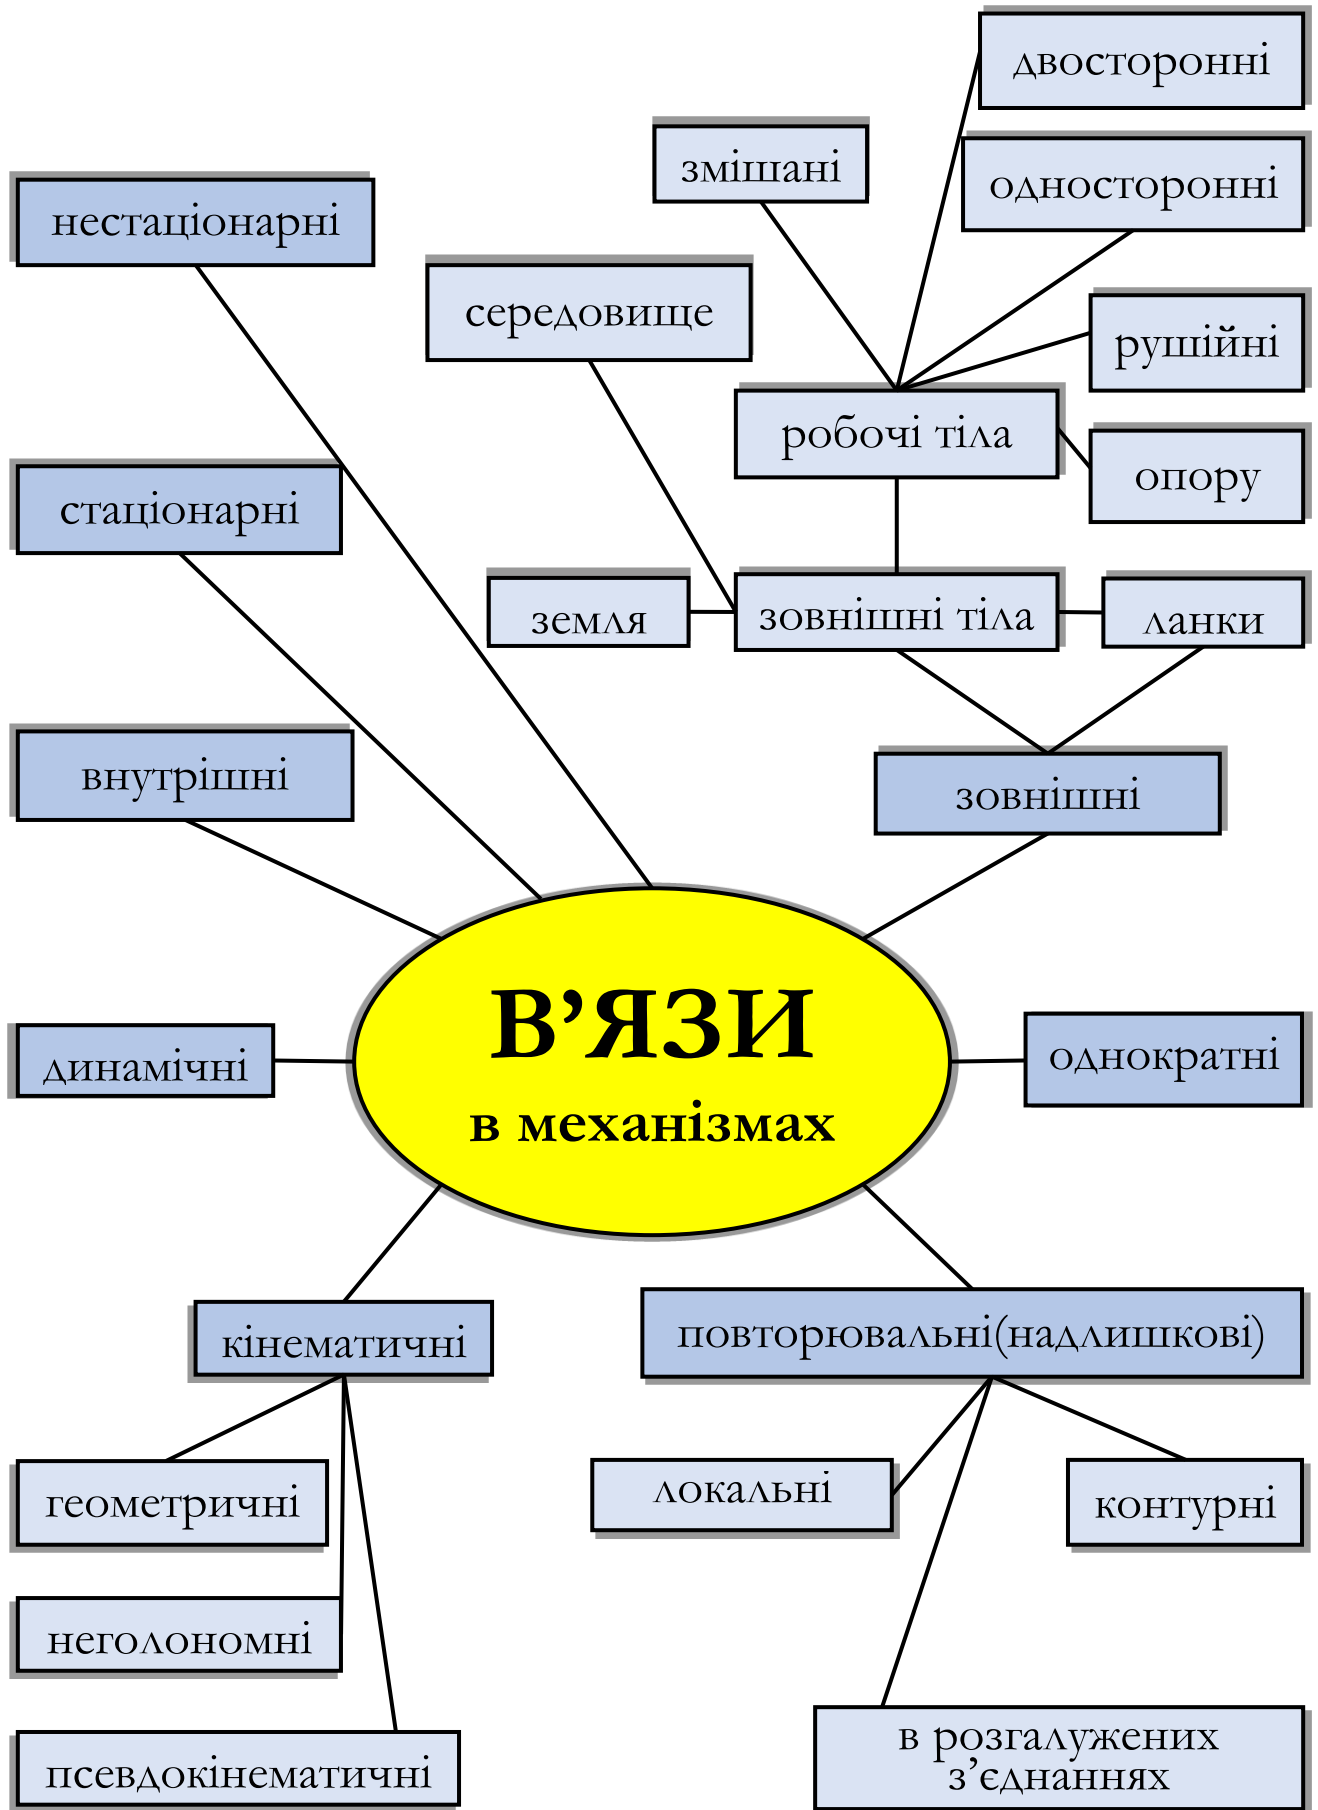 двосторонні
змішані
односторонні
нестаціонарні
середовище
рушійні
робочі тіла
опору
стаціонарні
земля
зовнішні тіла
ланки
внутрішні
зовнішні
В’ЯЗИ
в механізмах
динамічні
однократні
кінематичні
повторювальні(надлишкові)
геометричні
локальні
контурні
неголономні
псевдокінематичні
в розгалужених
з’єднаннях